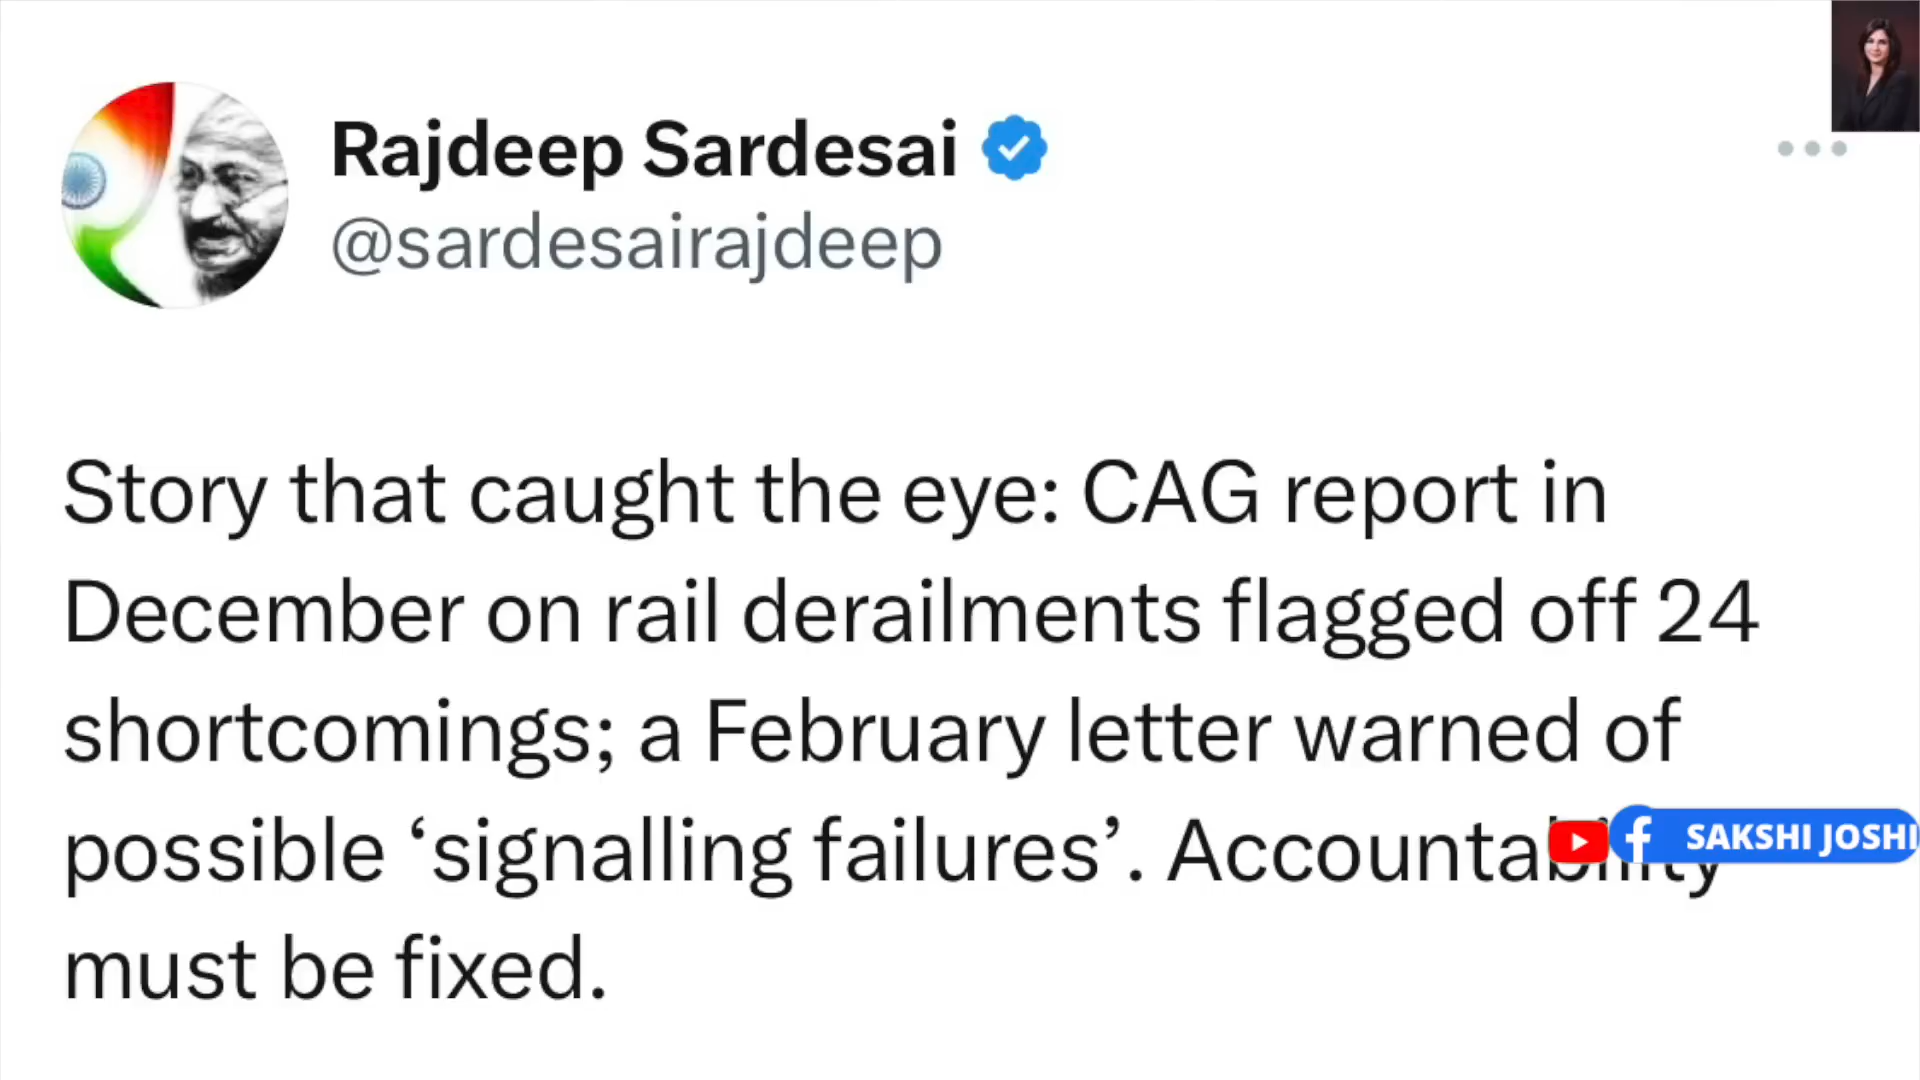 Rajdeep Sardesai
@sardesairajdeep
Story that caught the eye: CAG report in
December on rail derailments flagged off 24
shortcomings; a February letter warned of
possible ‘signalling failures’. Accountability
SAKSHI JOSHI
must be fixed.